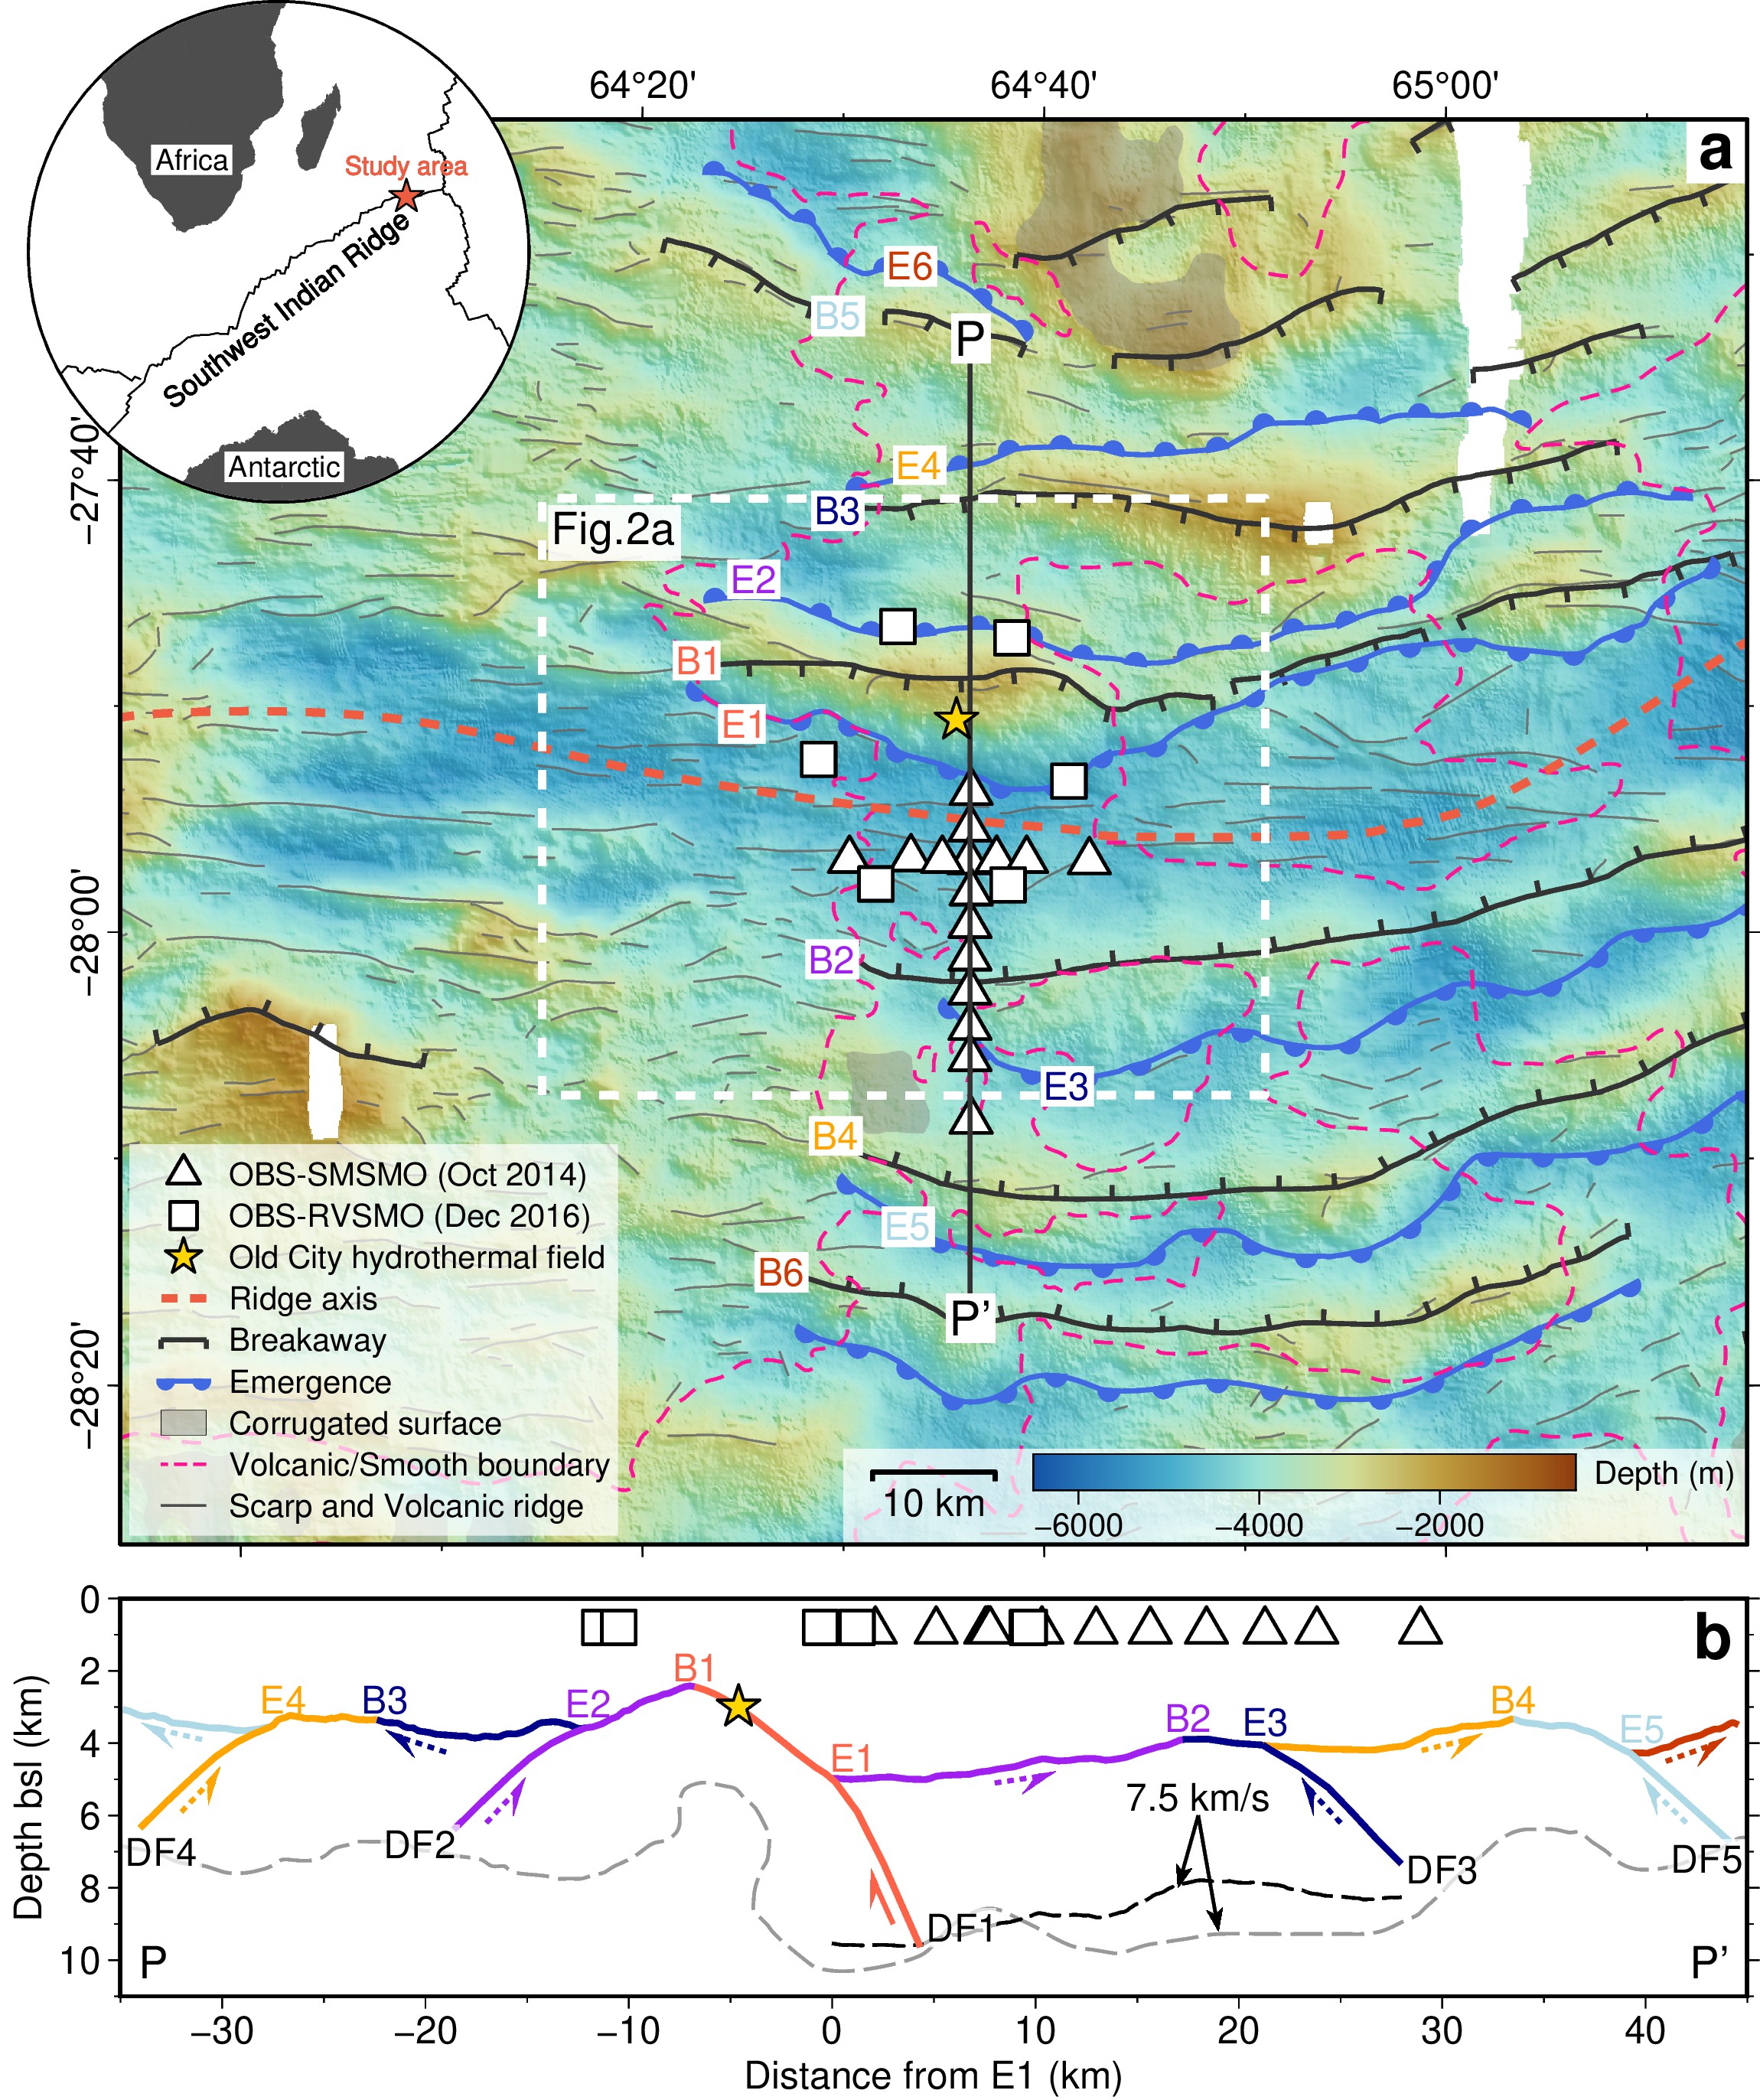 64°20'
64°40'
65°00'
a
Africa
Study area
Southwest Indian Ridge
Antarctic
E6
B5
P
−27°40'
E4
B3
Fig.2a
E2
B1
E1
−28°00'
B2
E3
B4
E5
B6
P’
−28°20'
OBS-SMSMO (Oct 2014)
OBS-RVSMO (Dec 2016)
Old City hydrothermal field
Ridge axis
Breakaway
Emergence
Corrugated surface
Volcanic/Smooth boundary
Scarp and Volcanic ridge
10 km
Depth (m)
−6000 −4000 −2000
b
0
2
4
6
8
10
Depth bsl (km)
E4 B3 E2 B1 E1 B2 E3 B4 E5
7.5 km/s
DF4 DF2 DF1 DF3 DF5
P P’
−30 −20 −10 0 10 20 30 40
Distance from E1 (km)